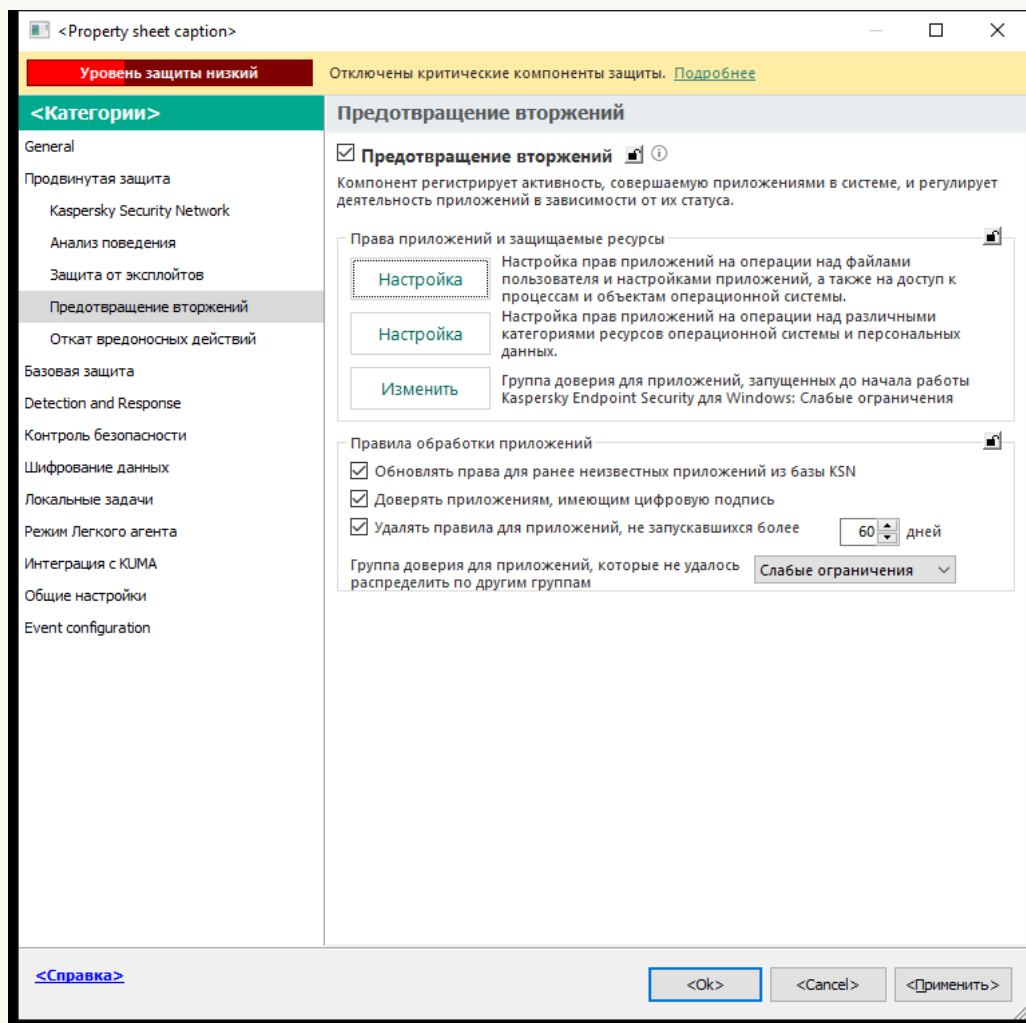 <Property sheet caption>
Уровень защиты низкий
Отключены критические компоненты защиты. Подробнее
<Категории>
General
Продвинутая защита
Kaspersky Security Network
Анализ поведения
Защита от эксплойтов
Предотвращение вторжений
Откат вредоносных действий
Базовая защита
Detection and Response
Контроль безопасности
Шифрование данных
Локальные задачи
Режим Легкого агента
Интеграция с KUMA
Общие настройки
Event configuration
Предотвращение вторжений
Предотвращение вторжений
Компонент регистрирует активность, совершаемую приложениями в системе, и регулирует
деятельность приложений в зависимости от их статуса.
Права приложений и защищаемые ресурсы
Настройка
Настройка прав приложений на операции над файлами
пользователя и настройками приложений, а также на доступ к
процессам и объектам операционной системы.
Настройка
Настройка прав приложений на операции над различными
категориями ресурсов операционной системы и персональных
данных.
Изменить
Группа доверия для приложений, запущенных до начала работы
Kaspersky Endpoint Security для Windows: Слабые ограничения
Правила обработки приложений
Обновлять права для ранее неизвестных приложений из базы KSN
Доверять приложениям, имеющим цифровую подпись
Удалять правила для приложений, не запускавшихся более 60 дней
Группа доверия для приложений, которые не удалось
распределить по другим группам
Слабые ограничения
<Справка>
<Ok>
<Cancel>
<Применить>